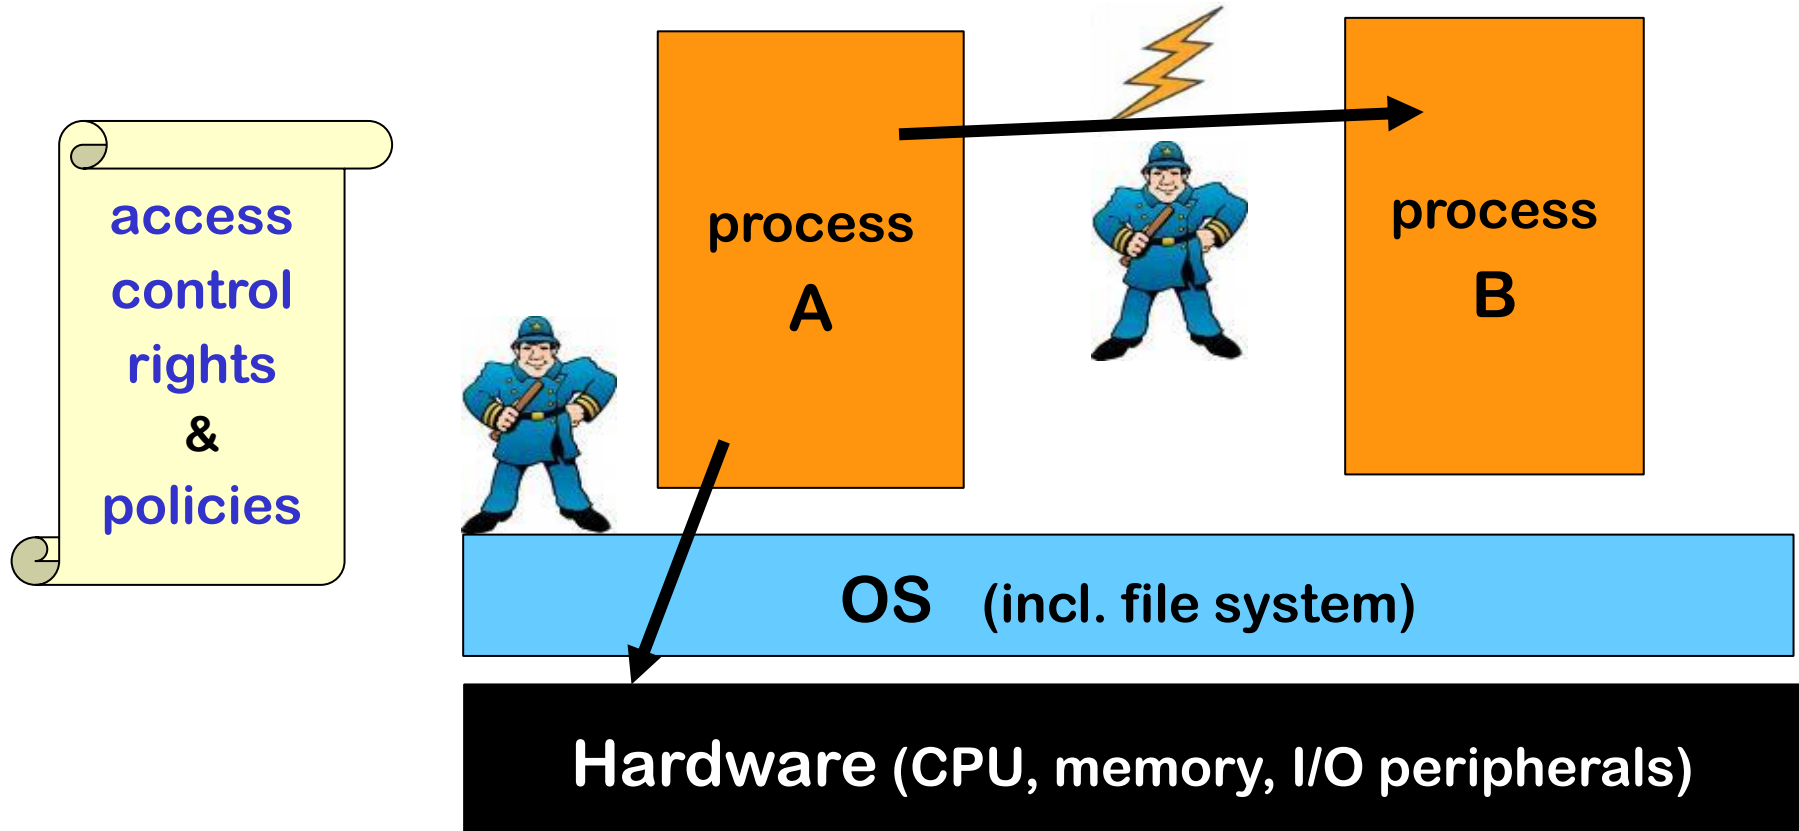 access
control
rights
&
policies
process
A
process
B
OS (incl. file system)
Hardware (CPU, memory, I/O peripherals)